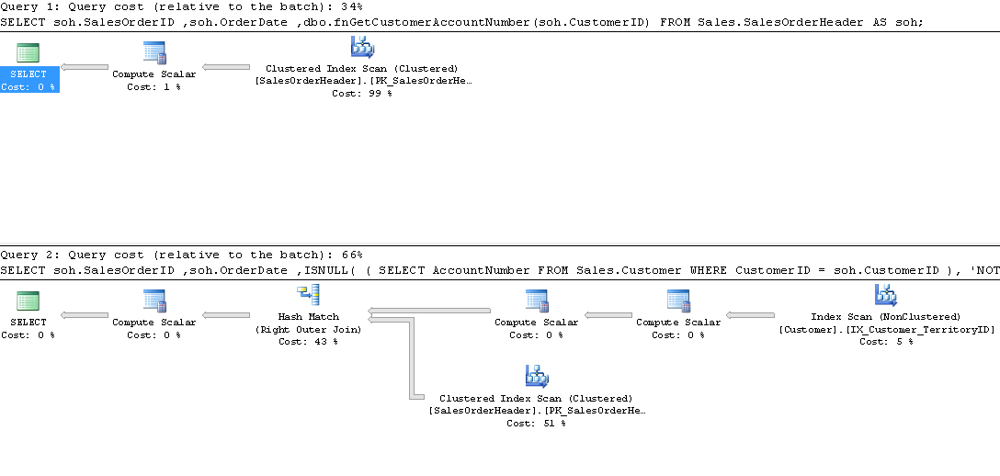 Query 1: Query cost (relative to the batch): 34%
SELECT soh.SalesOrderID ,soh.OrderDate ,dbo.fnGetCustomerAccountNumber(soh.CustomerID) FROM Sales.SalesOrderHeader AS soh;
SELECT
Cost: 0 %
Compute Scalar
Cost: 1 %
Clustered Index Scan (Clustered)
[SalesOrderHeader].[PK_SalesOrderHe…
Cost: 99 %
Query 2: Query cost (relative to the batch): 66%
SELECT soh.SalesOrderID ,soh.OrderDate ,ISNULL( ( SELECT AccountNumber FROM Sales.Customer WHERE CustomerID = soh.CustomerID ), 'NOT
SELECT
Cost: 0 %
Compute Scalar
Cost: 0 %
Hash Match
(Right Outer Join)
Cost: 43 %
Compute Scalar
Cost: 0 %
Compute Scalar
Cost: 0 %
Index Scan (NonClustered)
[Customer].[IX_Customer_TerritoryID]
Cost: 5 %
Clustered Index Scan (Clustered)
[SalesOrderHeader].[PK_SalesOrderHe…
Cost: 51 %